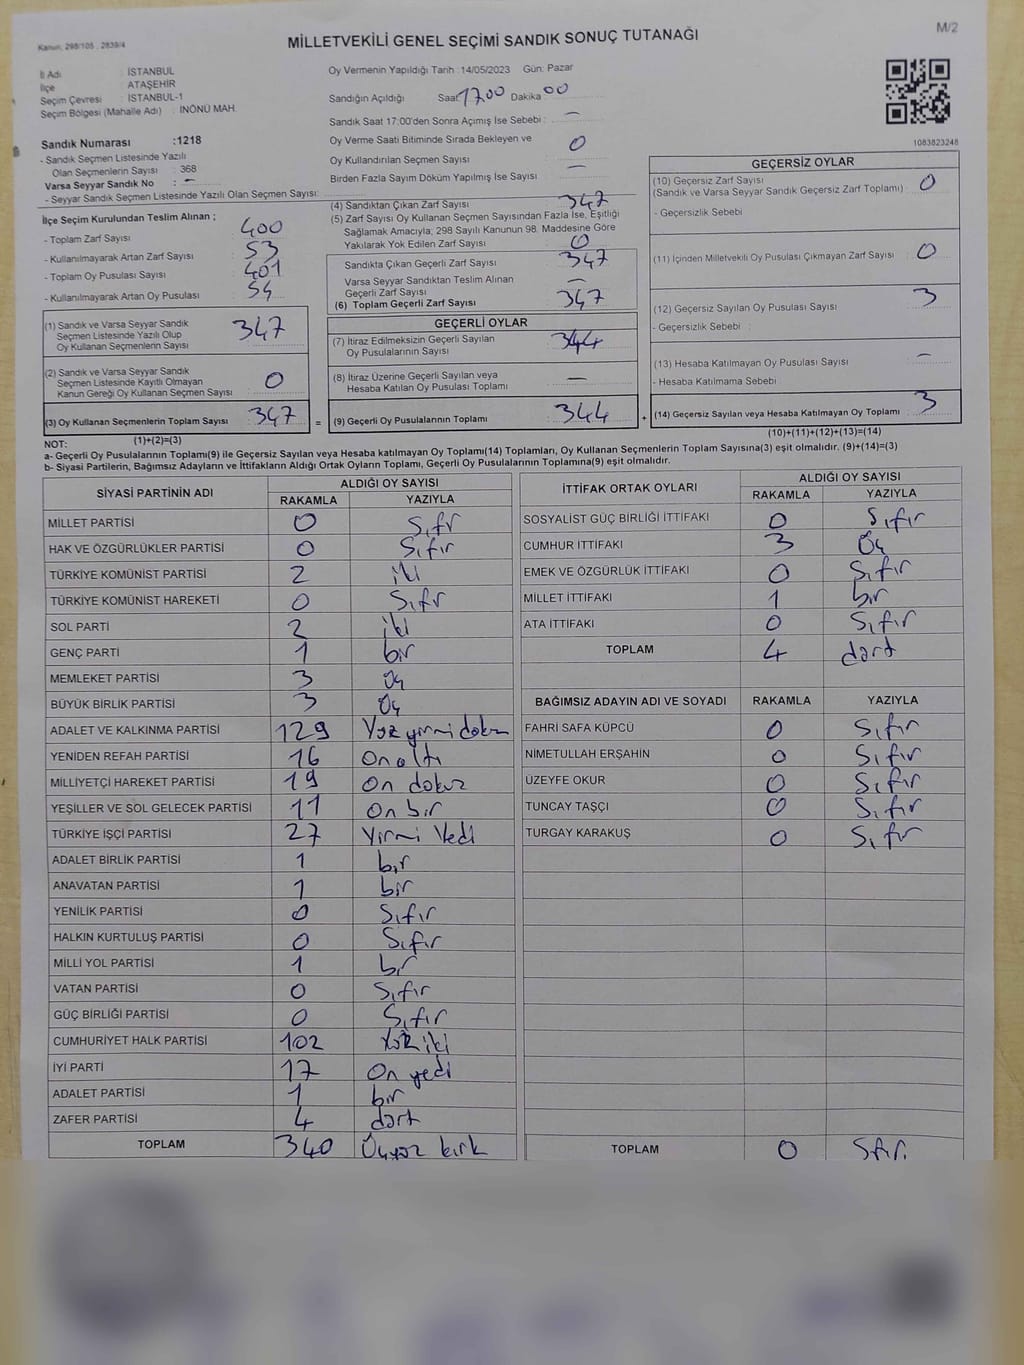 Kanun, 298/105 , 2839/4
M/2
MİLLETVEKİLİ GENEL SEÇİMİ SANDIK SONUÇ TUTANAĞI
İl Adı : İSTANBUL
İlçe : ATAŞEHİR
Seçim Çevresi : İSTANBUL-1
Seçim Bölgesi (Mahalle Adı) : İNÖNÜ MAH.
Sandık Numarası :1218
- Sandık Seçmen Listesinde Yazılı
Olan Seçmenlerin Sayısı : 368
Varsa Seyyar Sandık No : –
- Seyyar Sandık Seçmen Listesinde Yazılı Olan Seçmen Sayısı:
Oy Vermenin Yapıldığı Tarih :14/05/2023 Gün: Pazar
Sandığın Açıldığı Saat 17.00 Dakika 00
Sandık Saat 17:00'den Sonra Açımış İse Sebebi : –
Oy Verme Saati Bitiminde Sırada Bekleyen ve
Oy Kullandırılan Seçmen Sayısı 0
Birden Fazla Sayım Döküm Yapılmış İse Sayısı –
1083823248
İlçe Seçim Kurulundan Teslim Alınan ;
- Toplam Zarf Sayısı 400
- Kullanılmayarak Artan Zarf Sayısı 53
- Toplam Oy Pusulası Sayısı 401
- Kullanılmayarak Artan Oy Pusulası 54
(1) Sandık ve Varsa Seyyar Sandık
Seçmen Listesinde Yazılı Olup
Oy Kullanan Seçmenlerin Sayısı 347
(2) Sandık ve Varsa Seyyar Sandık
Seçmen Listesinde Kayıtlı Olmayan
Kanun Gereği Oy Kullanan Seçmen Sayısı 0
(3) Oy Kullanan Seçmenlerin Toplam Sayısı 347 =
(1)+(2)=(3)
(4) Sandıktan Çıkan Zarf Sayısı 347
(5) Zarf Sayısı Oy Kullanan Seçmen Sayısından Fazla İse, Eşitliği
Sağlamak Amacıyla; 298 Sayılı Kanunun 98. Maddesine Göre
Yakılarak Yok Edilen Zarf Sayısı 0
Sandıkta Çıkan Geçerli Zarf Sayısı 347
Varsa Seyyar Sandıktan Teslim Alınan
Geçerli Zarf Sayısı –
(6) Toplam Geçerli Zarf Sayısı 347
GEÇERLİ OYLAR
(7) İtiraz Edilmeksizin Geçerli Sayılan
Oy Pusulalarının Sayısı 344
(8) İtiraz Üzerine Geçerli Sayılan veya
Hesaba Katılan Oy Pusulası Toplamı –
(9) Geçerli Oy Pusulalarının Toplamı 344 +
GEÇERSİZ OYLAR
(10) Geçersiz Zarf Sayısı
(Sandık ve Varsa Seyyar Sandık Geçersiz Zarf Toplamı) : 0
- Geçersizlik Sebebi
(11) İçinden Milletvekili Oy Pusulası Çıkmayan Zarf Sayısı : 0
(12) Geçersiz Sayılan Oy Pusulası Sayısı : 3
- Geçersizlik Sebebi :
(13) Hesaba Katılmayan Oy Pusulası Sayısı : –
- Hesaba Katılmama Sebebi
(14) Geçersiz Sayılan veya Hesaba Katılmayan Oy Toplamı : 3
(10)+(11)+(12)+(13)=(14)
NOT:
a- Geçerli Oy Pusulalarının Toplamı(9) ile Geçersiz Sayılan veya Hesaba Katılmayan Oy Toplamı(14) Toplamları, Oy Kullanan Seçmenlerin Toplam Sayısına(3) eşit olmalıdır. (9)+(14)=(3)
b- Siyasi Partilerin, Bağımsız Adayların ve İttifakların Aldığı Ortak Oyların Toplamı, Geçerli Oy Pusulalarının Toplamına(9) eşit olmalıdır.
SİYASİ PARTİNİN ADI ALDIĞI OY SAYISI
RAKAMLA YAZIYLA
MİLLET PARTİSİ 0 Sıfr
HAK VE ÖZGÜRLÜKLER PARTİSİ 0 Sıfır
TÜRKİYE KOMÜNİST PARTİSİ 2 iki
TÜRKİYE KOMÜNİST HAREKETİ 0 Sıfr
SOL PARTİ 2 iki
GENÇ PARTİ 1 bir
MEMLEKET PARTİSİ 3 Üç
BÜYÜK BİRLİK PARTİSİ 3 Üç
ADALET VE KALKINMA PARTİSİ 129 Yüz yirmi dokuz
YENİDEN REFAH PARTİSİ 16 On altı
MİLLİYETÇİ HAREKET PARTİSİ 19 On dokuz
YEŞİLLER VE SOL GELECEK PARTİSİ 11 On bir
TÜRKİYE İŞÇİ PARTİSİ 27 Yirmi Yedi
ADALET BİRLİK PARTİSİ 1 bir
ANAVATAN PARTİSİ 1 bir
YENİLİK PARTİSİ 0 Sıfır
HALKIN KURTULUŞ PARTİSİ 0 Sıfır
MİLLİ YOL PARTİSİ 1 bir
VATAN PARTİSİ 0 Sıfır
GÜÇ BİRLİĞİ PARTİSİ 0 Sıfır
CUMHURİYET HALK PARTİSİ 102 Yüz iki
İYİ PARTİ 17 On yedi
ADALET PARTİSİ 1 bir
ZAFER PARTİSİ 4 dört
TOPLAM 340 Üçyüz kırk
İTTİFAK ORTAK OYLARI ALDIĞI OY SAYISI
RAKAMLA YAZIYLA
SOSYALİST GÜÇ BİRLİĞİ İTTİFAKI 0 Sıfır
CUMHUR İTTİFAKI 3 Üç
EMEK VE ÖZGÜRLÜK İTTİFAKI 0 Sıfır
MİLLET İTTİFAKI 1 bir
ATA İTTİFAKI 0 Sıfır
TOPLAM 4 dört
BAĞIMSIZ ADAYIN ADI VE SOYADI RAKAMLA YAZIYLA
FAHRİ SAFA KÜPCÜ 0 Sıfır
NİMETULLAH ERŞAHİN 0 Sıfır
ÜZEYFE OKUR 0 Sıfır
TUNCAY TAŞÇI 0 Sıfır
TURGAY KARAKUŞ 0 Sıfır
TOPLAM 0 Sıfır